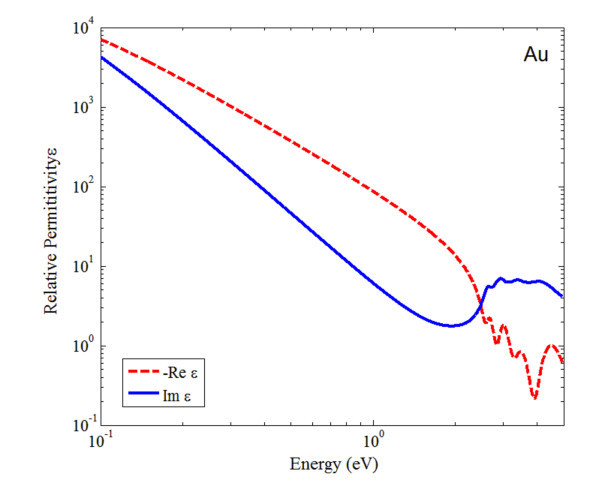 Au
10^4
10^3
10^2
10^1
10^0
10^-1
Relative Permititivityε
-Re ε
Im ε
10^-1
10^0
Energy (eV)